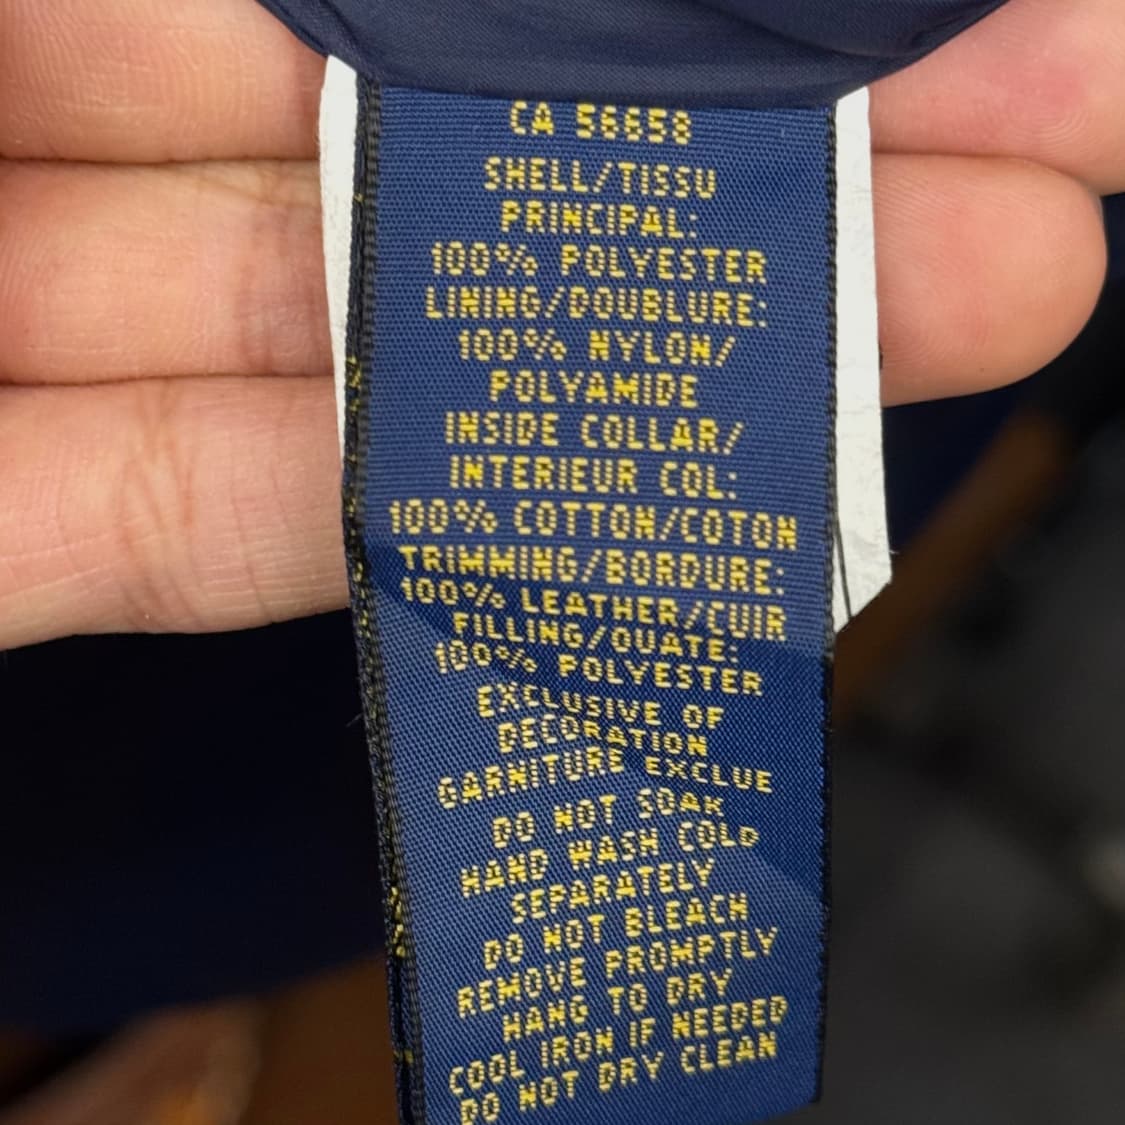 CA 56658
SHELL/TISSU
PRINCIPAL:
100% POLYESTER
LINING/DOUBLURE:
100% NYLON/
POLYAMIDE
INSIDE COLLAR/
INTERIEUR COL:
100% COTTON/COTON
TRIMMING/BORDURE:
100% LEATHER/CUIR
FILLING/OUATE:
100% POLYESTER
EXCLUSIVE OF
DECORATION
GARNITURE EXCLUE
DO NOT SOAK
HAND WASH COLD
SEPARATELY
DO NOT BLEACH
REMOVE PROMPTLY
HANG TO DRY
COOL IRON IF NEEDED
DO NOT DRY CLEAN